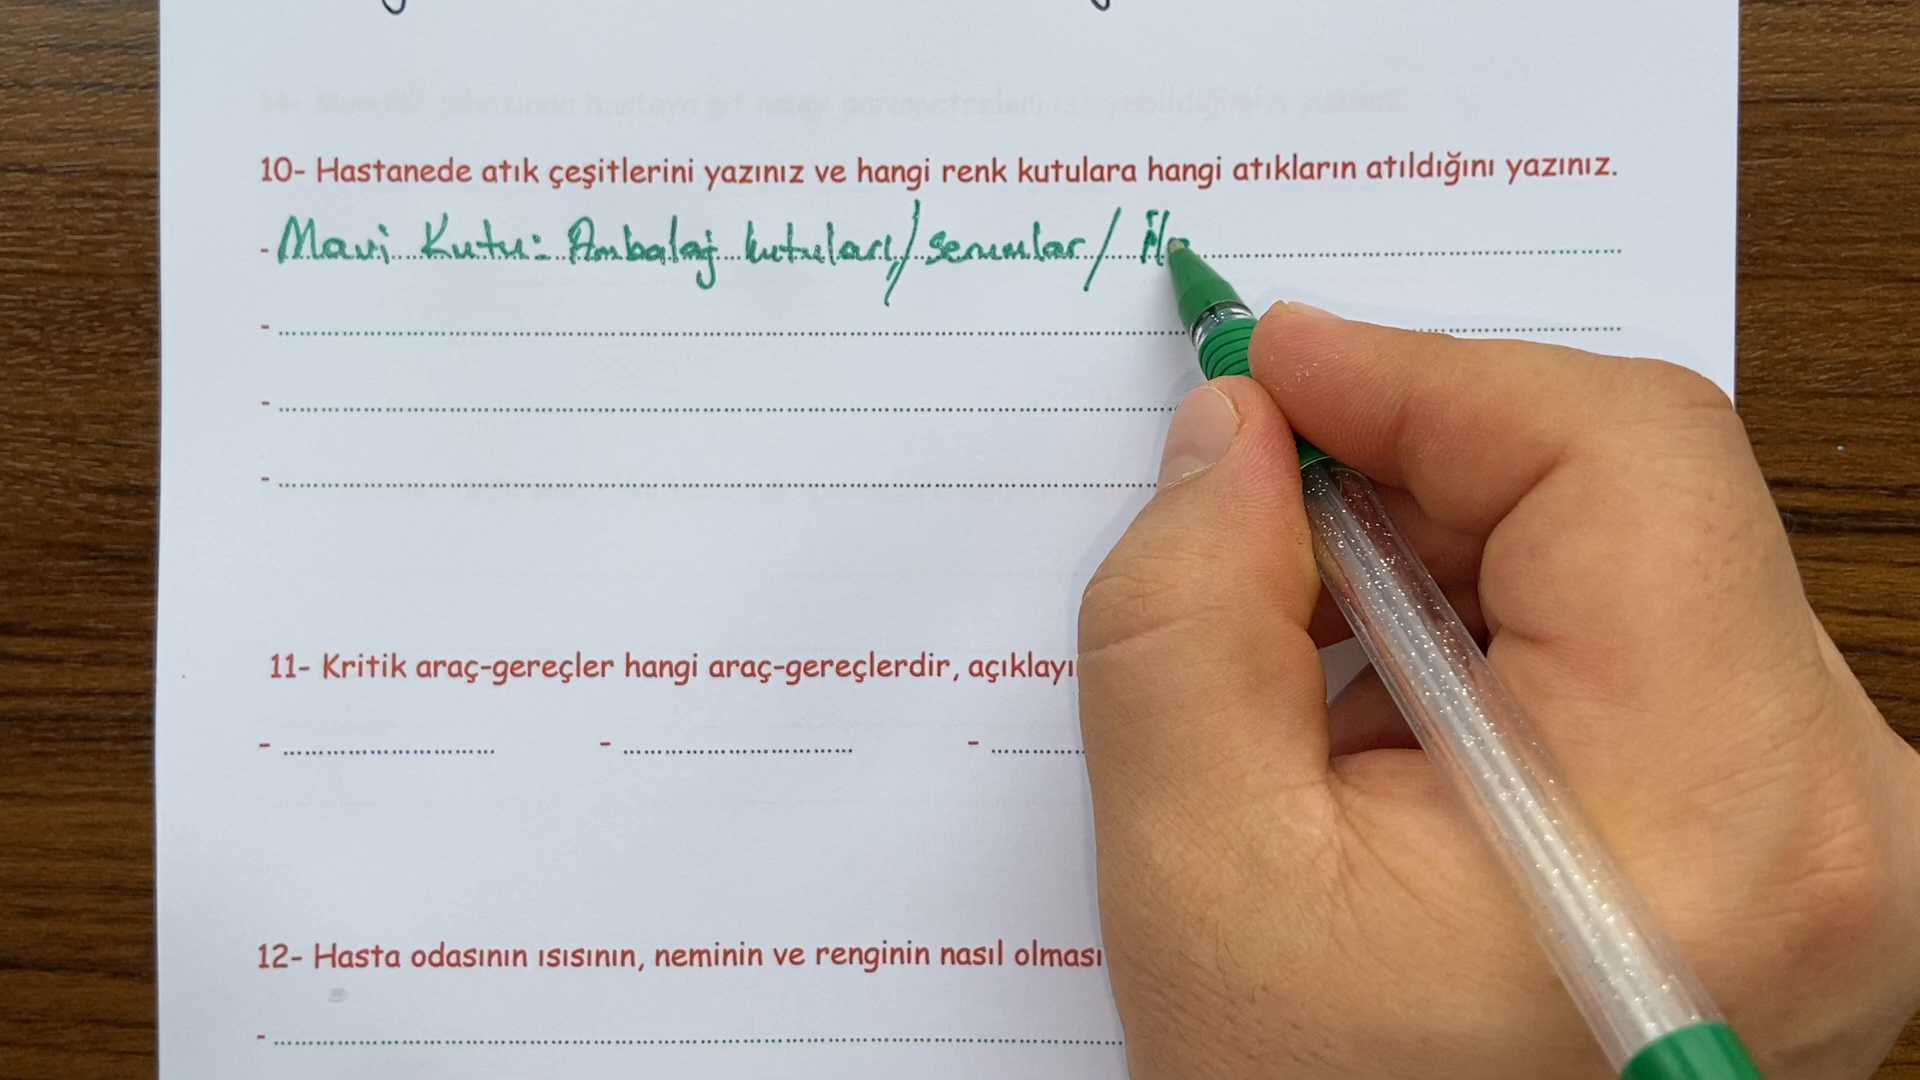 10- Hastanede atık çeşitlerini yazınız ve hangi renk kutulara hangi atıkların atıldığını yazınız.
- Mavi Kutu: Ambalaj kutuları,/serumlar/
-
-
-
11- Kritik araç-gereçler hangi araç-gereçlerdir,
- - -
12- Hasta odasının ısısının, neminin ve renginin nasıl olması
-